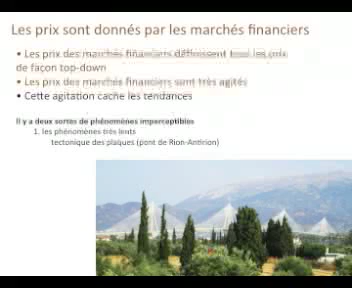 Les prix sont donnés par les marchés financiers
• Les prix des marchés financiers définissent tous les prix
de façon top-down
• Les prix des marchés financiers sont très agités
• Cette agitation cache les tendances
Il y a deux sortes de phénomènes imperceptibles
1. les phénomènes très lents
tectonique des plaques (pont de Rion-Antirion)